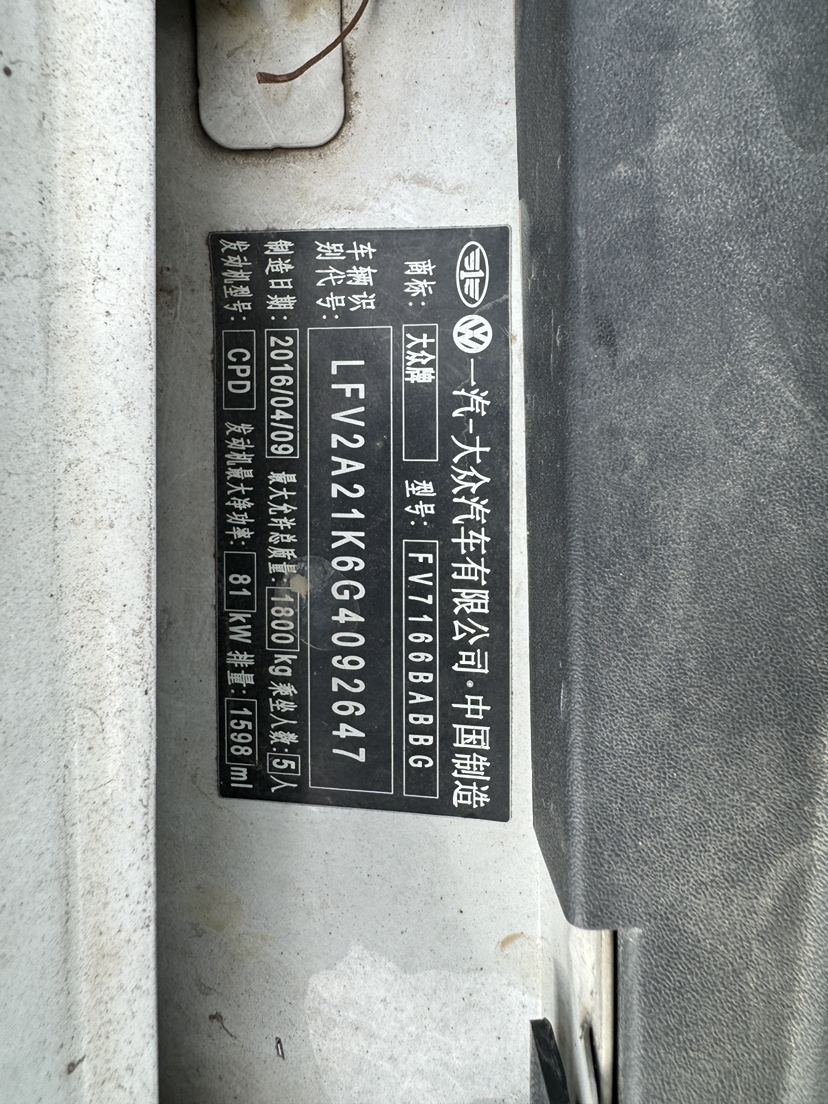 一汽-大众汽车有限公司·中国制造
商标: 大众牌 型号: FV7166BABBG
车辆识别代号: LFV2A21K6G4092647
制造日期: 2016/04/09 最大允许总质量: 1800 kg 乘坐人数: 5 人
发动机型号: CPD 发动机最大净功率: 81 kW 排量: 1598 ml